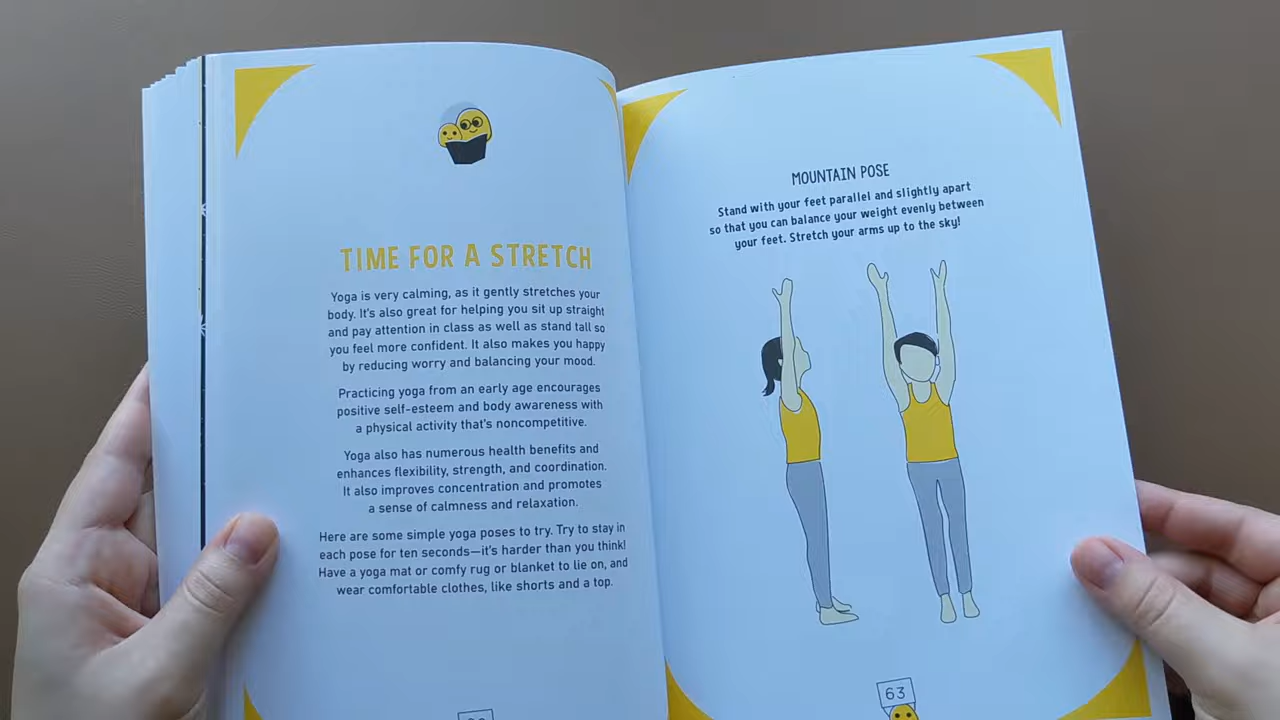 TIME FOR A STRETCH
Yoga is very calming, as it gently stretches your
body. It's also great for helping you sit up straight
and pay attention in class as well as stand tall so
you feel more confident. It also makes you happy
by reducing worry and balancing your mood.
Practicing yoga from an early age encourages
positive self-esteem and body awareness with
a physical activity that's noncompetitive.
Yoga also has numerous health benefits and
enhances flexibility, strength, and coordination.
It also improves concentration and promotes
a sense of calmness and relaxation.
Here are some simple yoga poses to try. Try to stay in
each pose for ten seconds—it's harder than you think!
Have a yoga mat or comfy rug or blanket to lie on, and
wear comfortable clothes, like shorts and a top.
MOUNTAIN POSE
Stand with your feet parallel and slightly apart
so that you can balance your weight evenly between
your feet. Stretch your arms up to the sky!
63